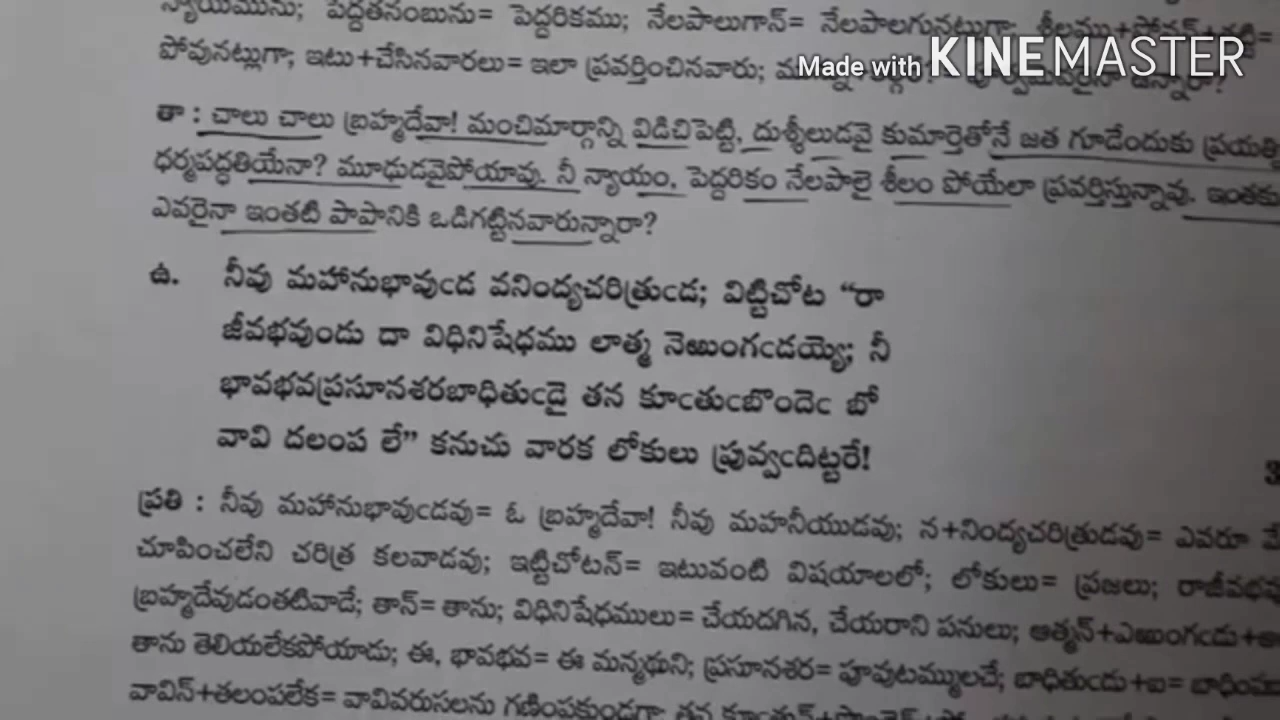 న్యాయమును; పెద్దతనంబును= పెద్దరికము; నేలపాలుగాన్= నేలపాలగునట్లుగా; శీలము+పోవన్+
పోవునట్లుగా; ఇటు+చేసినవారలు= ఇలా ప్రవర్తించినవారు;
Made with KINEMASTER
తా : చాలు చాలు బ్రహ్మదేవా! మంచిమార్గాన్ని విడిచిపెట్టి, దుశ్శీలుడవై కుమార్తెతోనే జత గూడేందుకు ప్రయత్ని
ధర్మపద్ధతియేనా? మూఢుడవైపోయావు. నీ న్యాయం, పెద్దరికం నేలపాలై శీలం పోయేలా ప్రవర్తిస్తున్నావు. ఇంతకు
ఎవరైనా ఇంతటి పాపానికి ఒడిగట్టినవారున్నారా?
ఉ. నీవు మహానుభావుఁడ వనింద్యచరిత్రుఁడ; విట్టిచోట “రా
జీవభవుండు దా విధినిషేధము లాత్మ నెఱుంగఁడయ్యె; నీ
భావభవప్రసూనశరబాధితుఁడై తన కూఁతుఁబొందెఁ బో
వావి దలంప లే” కనుచు వారక లోకులు ప్రువ్వఁదిట్టరే!
ప్రతి : నీవు మహానుభావుఁడవు= ఓ బ్రహ్మదేవా! నీవు మహనీయుడవు; న+నింద్యచరిత్రుడవు= ఎవరూ వే
చూపించలేని చరిత్ర కలవాడవు; ఇట్టిచోటన్= ఇటువంటి విషయాలలో; లోకులు= ప్రజలు; రాజీవభవు
బ్రహ్మదేవుడంతటివాడే; తాన్= తాను; విధినిషేధములు= చేయదగిన, చేయరాని పనులు; ఆత్మన్+ఎఱుంగఁడు+
తాను తెలియలేకపోయాడు; ఈ, భావభవ= ఈ మన్మథుని; ప్రసూనశర= పూవుటమ్ములచే; బాధితుఁడు+ఐ=
వావిన్+తలంపలేక= వావివరుసలను గణింపకుండగా; తన